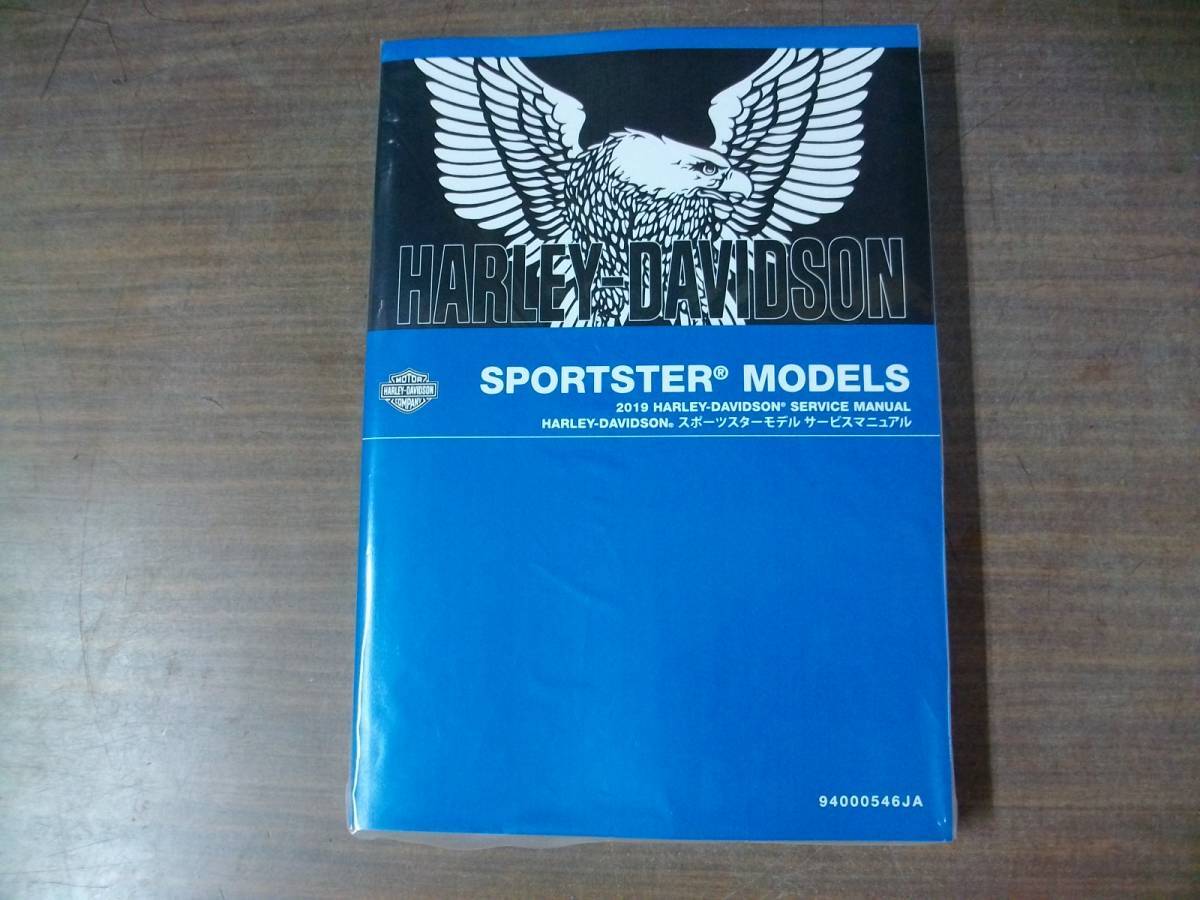 HARLEY-DAVIDSON
SPORTSTER® MODELS
MOTOR
HARLEY-DAVIDSON
COMPANY
2019 HARLEY-DAVIDSON® SERVICE MANUAL
HARLEY-DAVIDSON® スポーツスターモデル サービスマニュアル
94000546JA